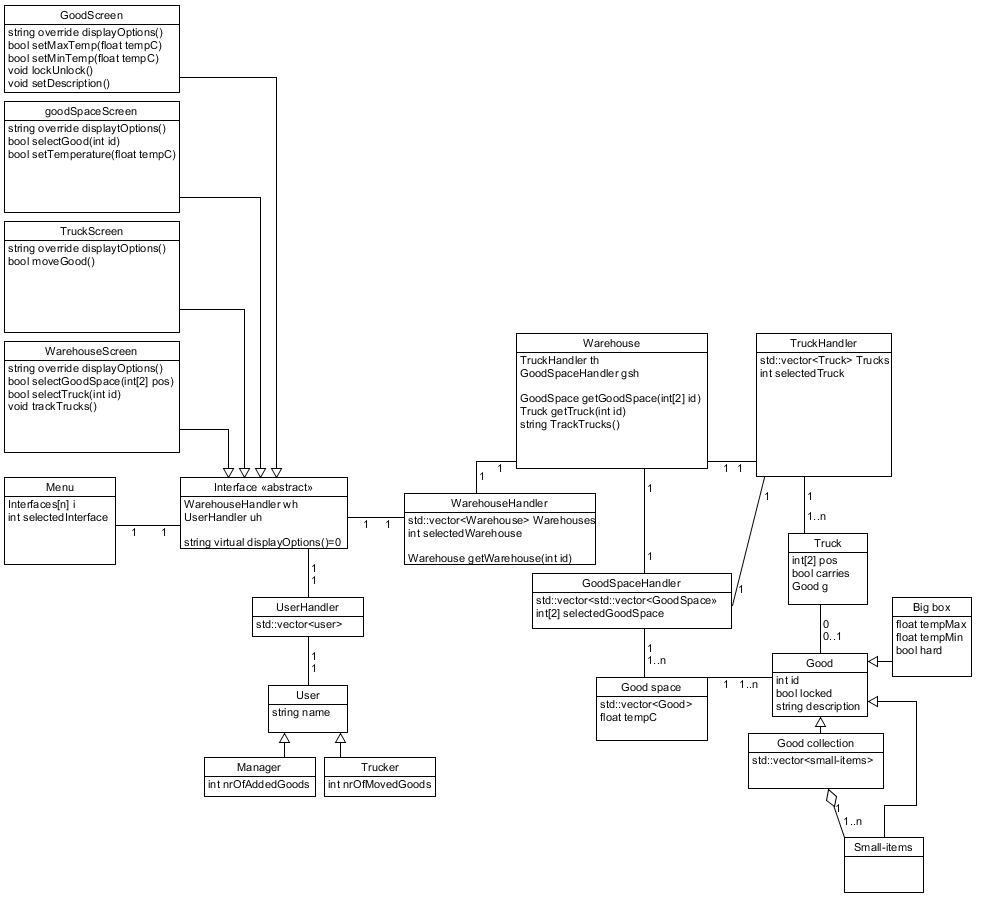 GoodScreen
string override displayOptions()
bool setMaxTemp(float tempC)
bool setMinTemp(float tempC)
void lockUnlock()
void setDescription()
goodSpaceScreen
string override displaytOptions()
bool selectGood(int id)
bool setTemperature(float tempC)
TruckScreen
string override displaytOptions()
bool moveGood()
WarehouseScreen
string override displayOptions()
bool selectGoodSpace(int[2] pos)
bool selectTruck(int id)
void trackTrucks()
Menu
Interfaces[n] i
int selectedInterface
1 1
Interface «abstract»
WarehouseHandler wh
UserHandler uh
string virtual displayOptions()=0
1 1
1
1
UserHandler
std::vector<user>
1
1
User
string name
Manager
int nrOfAddedGoods
Trucker
int nrOfMovedGoods
Warehouse
TruckHandler th
GoodSpaceHandler gsh
GoodSpace getGoodSpace(int[2] id)
Truck getTruck(int id)
string TrackTrucks()
1
1
WarehouseHandler
std::vector<Warehouse> Warehouses
int selectedWarehouse
Warehouse getWarehouse(int id)
1 1
TruckHandler
std::vector<Truck> Trucks
int selectedTruck
1
1
GoodSpaceHandler
std::vector<std::vector<GoodSpace»
int[2] selectedGoodSpace
1
1
1
1..n
Truck
int[2] pos
bool carries
Good g
0
0..1
1
1..n
Good space
std::vector<Good>
float tempC
1 1..n
Good
int id
bool locked
string description
Big box
float tempMax
float tempMin
bool hard
Good collection
std::vector<small-items>
1
1..n
Small-items